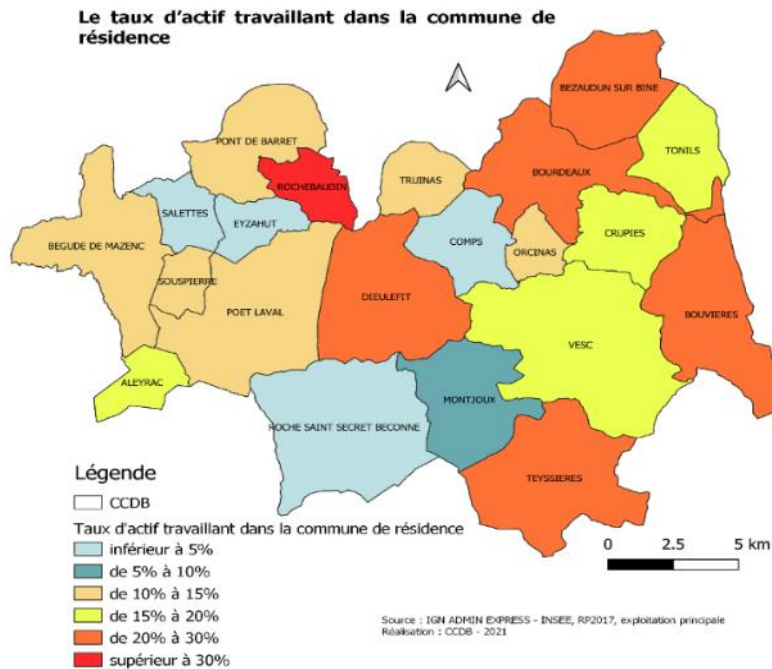 Le taux d'actif travaillant dans la commune de
résidence
BEZAUDUN SUR BINE
PONT DE BARRET
TONILS
ROCHEBAUDIN
TRUINAS
BOURDEAUX
SALETTES
EYZAHUT
CRUPIES
BEGUDE DE MAZENC
COMPS
ORCINAS
SOUSPIERRE
DIEULEFIT
BOUVIERES
POET LAVAL
VESC
ALEYRAC
MONTJOUX
ROCHE SAINT SECRET BECONNE
TEYSSIERES
Légende
CCDB
Taux d'actif travaillant dans la commune de résidence
inférieur à 5%
de 5% à 10%
de 10% à 15%
de 15% à 20%
de 20% à 30%
supérieur à 30%
0 2.5 5 km
Source : IGN ADMIN EXPRESS - INSEE, RP2017, exploitation principale
Réalisation : CCDB - 2021